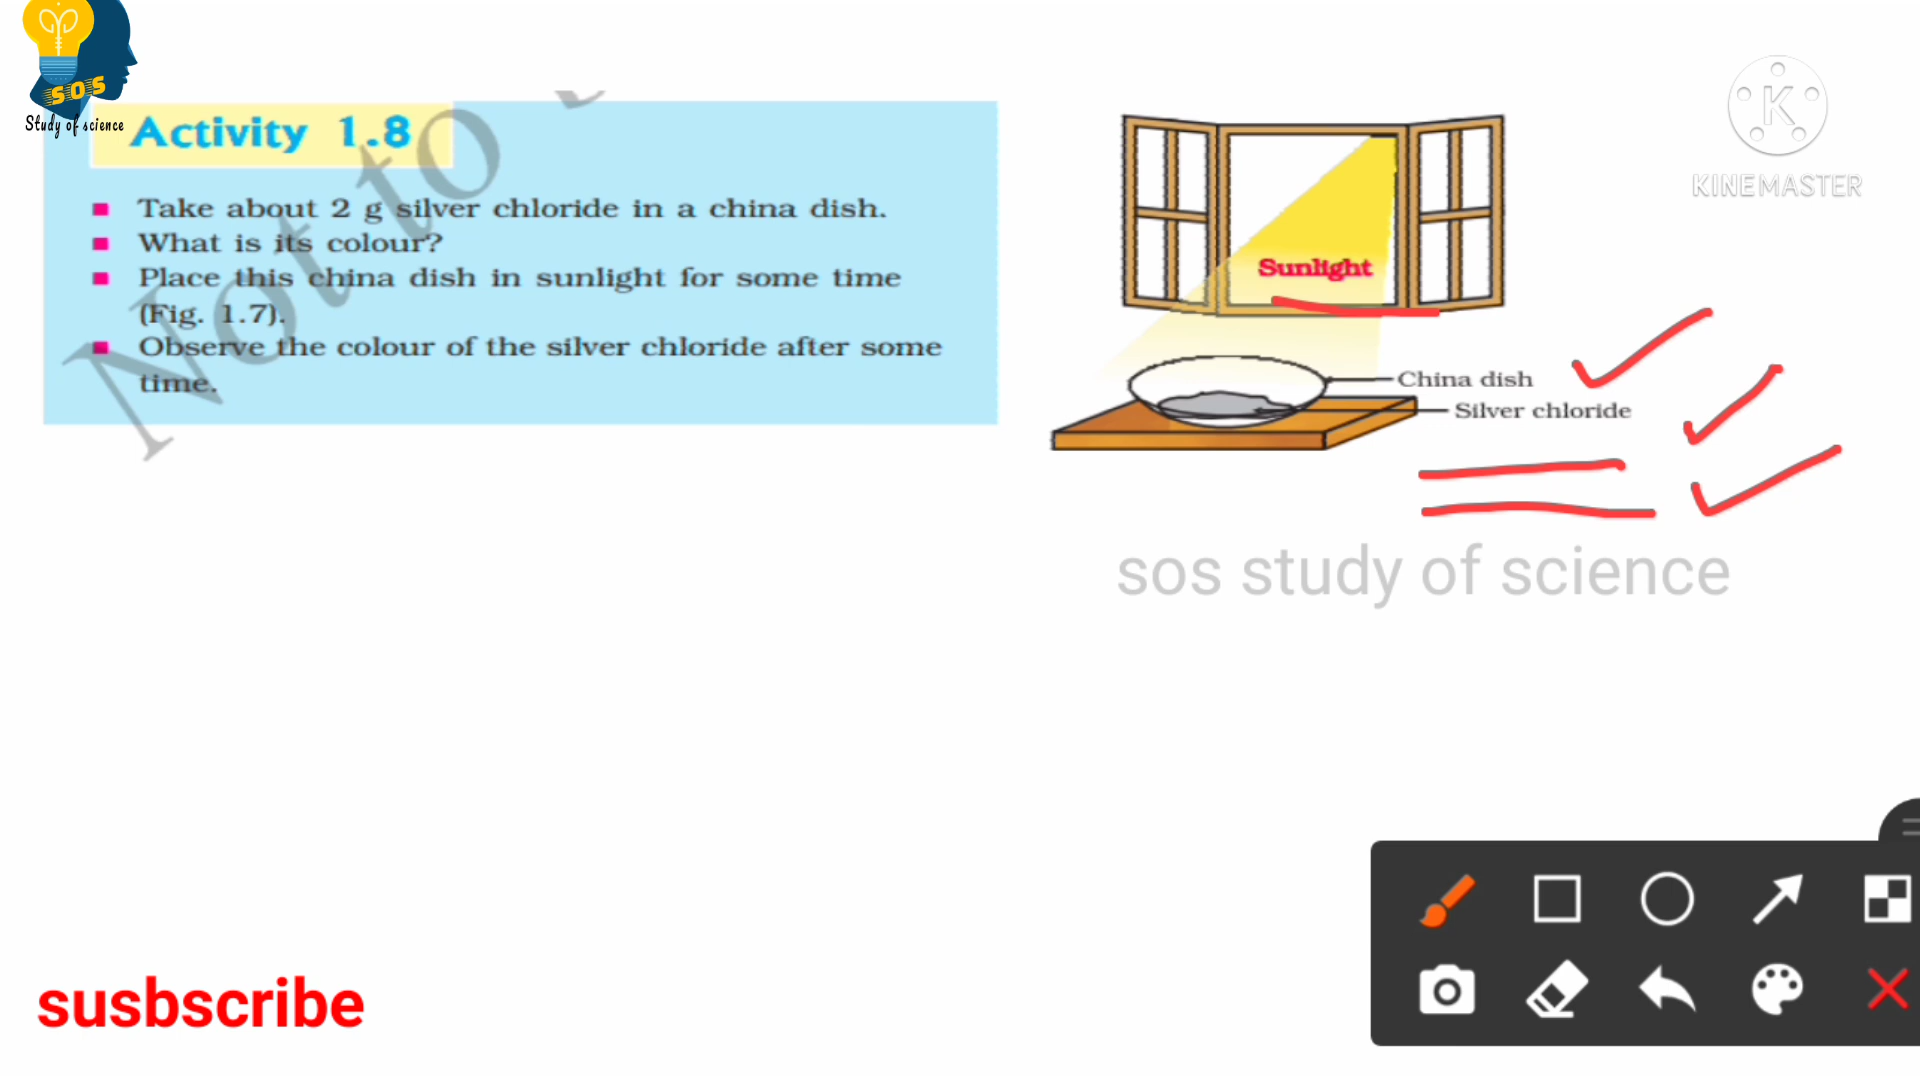 SOS
Study of science
Activity 1.8
Take about 2 g silver chloride in a china dish.
What is its colour?
Place this china dish in sunlight for some time
(Fig. 1.7).
Observe the colour of the silver chloride after some
time.
Not to
Sunlight
China dish
Silver chloride
K
KINEMASTER
sos study of science
susbscribe